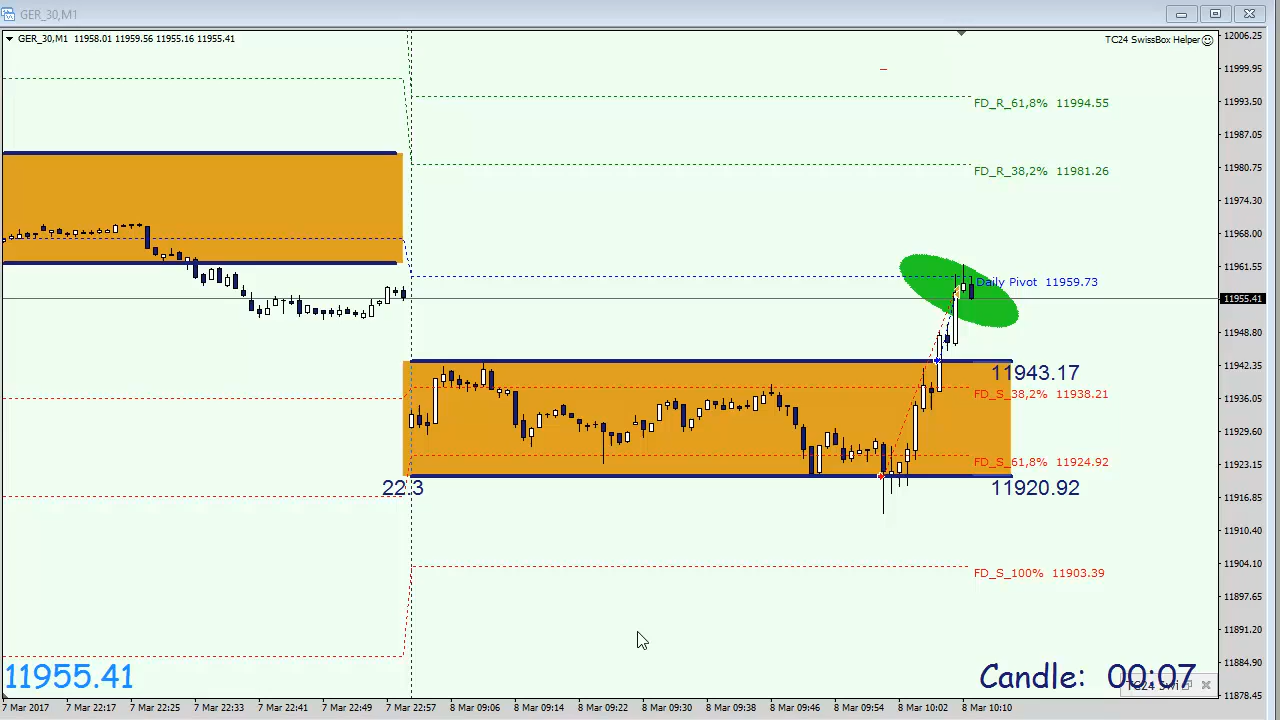 GER_30,M1
GER_30,M1 11958.01 11959.56 11955.16 11955.41
TC24 SwissBox Helper
12006.25
11999.95
FD_R_61,8% 11994.55
11993.50
11987.05
FD_R_38,2% 11981.26
11980.75
11974.30
11968.00
11961.55
Daily Pivot 11959.73
11955.41
11948.80
11943.17
11942.35
FD_S_38,2% 11938.21
11936.05
11929.60
FD_S_61,8% 11924.92
11923.15
22.3
11920.92
11916.85
11910.40
11904.10
FD_S_100% 11903.39
11897.65
11891.20
11884.90
11955.41
Candle: 00:07
TC24 Swi
11878.45
7 Mar 2017
7 Mar 22:17
7 Mar 22:25
7 Mar 22:33
7 Mar 22:41
7 Mar 22:49
7 Mar 22:57
8 Mar 09:06
8 Mar 09:14
8 Mar 09:22
8 Mar 09:30
8 Mar 09:38
8 Mar 09:46
8 Mar 09:54
8 Mar 10:02
8 Mar 10:10